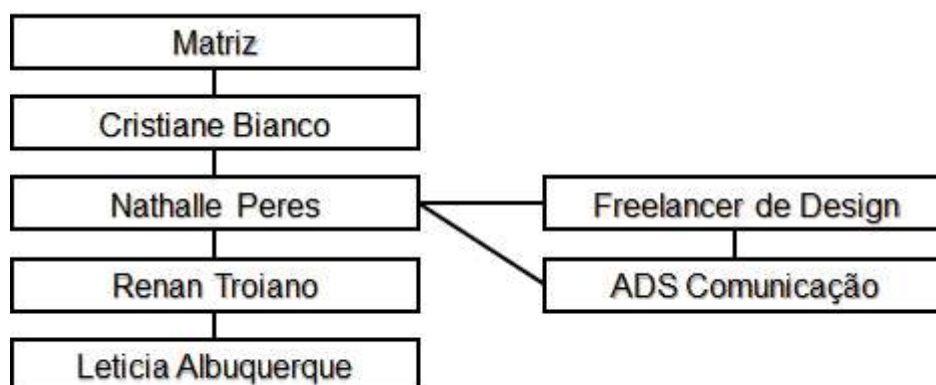 Matriz
Cristiane Bianco
Nathalle Peres
Freelancer de Design
Renan Troiano
ADS Comunicação
Leticia Albuquerque